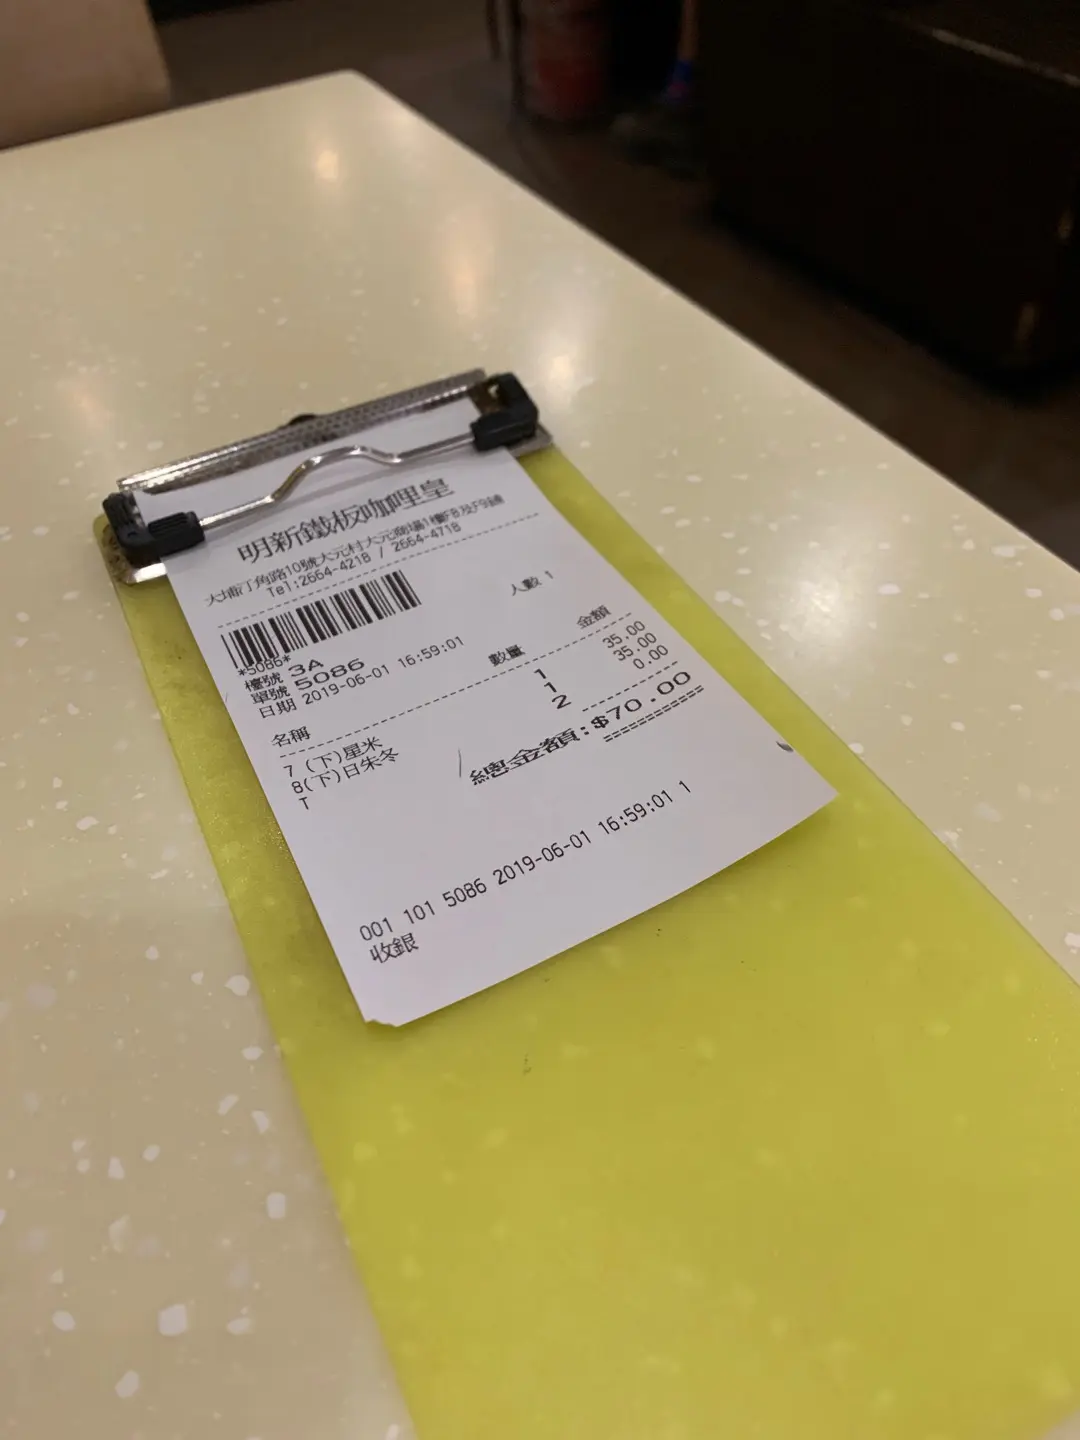 明新鐵板咖喱皇
大埔汀角路10號大元村大元商場1樓F8及F9舖
Tel:2664-4218 / 2664-4718
*5086*
檯號 3A 人數 1
單號 5086
日期 2019-06-01 16:59:01
名稱 數量 金額
7 (下)星米 1 35.00
8(下)日朱冬 1 35.00
T 2 0.00
總金額:$70.00
001 101 5086 2019-06-01 16:59:01 1
收銀